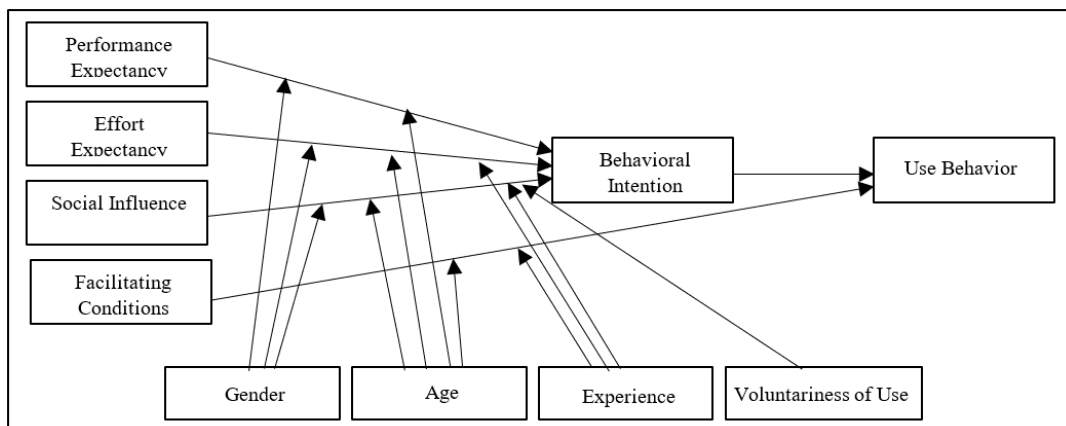 Performance
Expectancy
Effort
Expectancy
Social Influence
Facilitating
Conditions
Behavioral
Intention
Use Behavior
Gender
Age
Experience
Voluntariness of Use